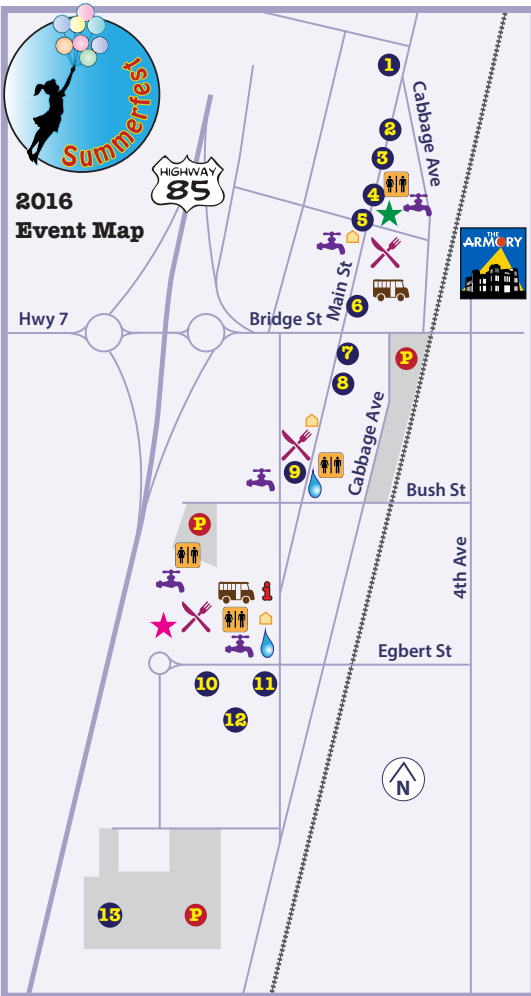 Summerfest
2016
Event Map
HIGHWAY
85
1
2
3
4
5
Cabbage Ave
THE
ARMORY
Main St
6
Hwy 7
Bridge St
7
P
8
Cabbage Ave
9
Bush St
P
4th Ave
i
Egbert St
10
11
12
N
13
P